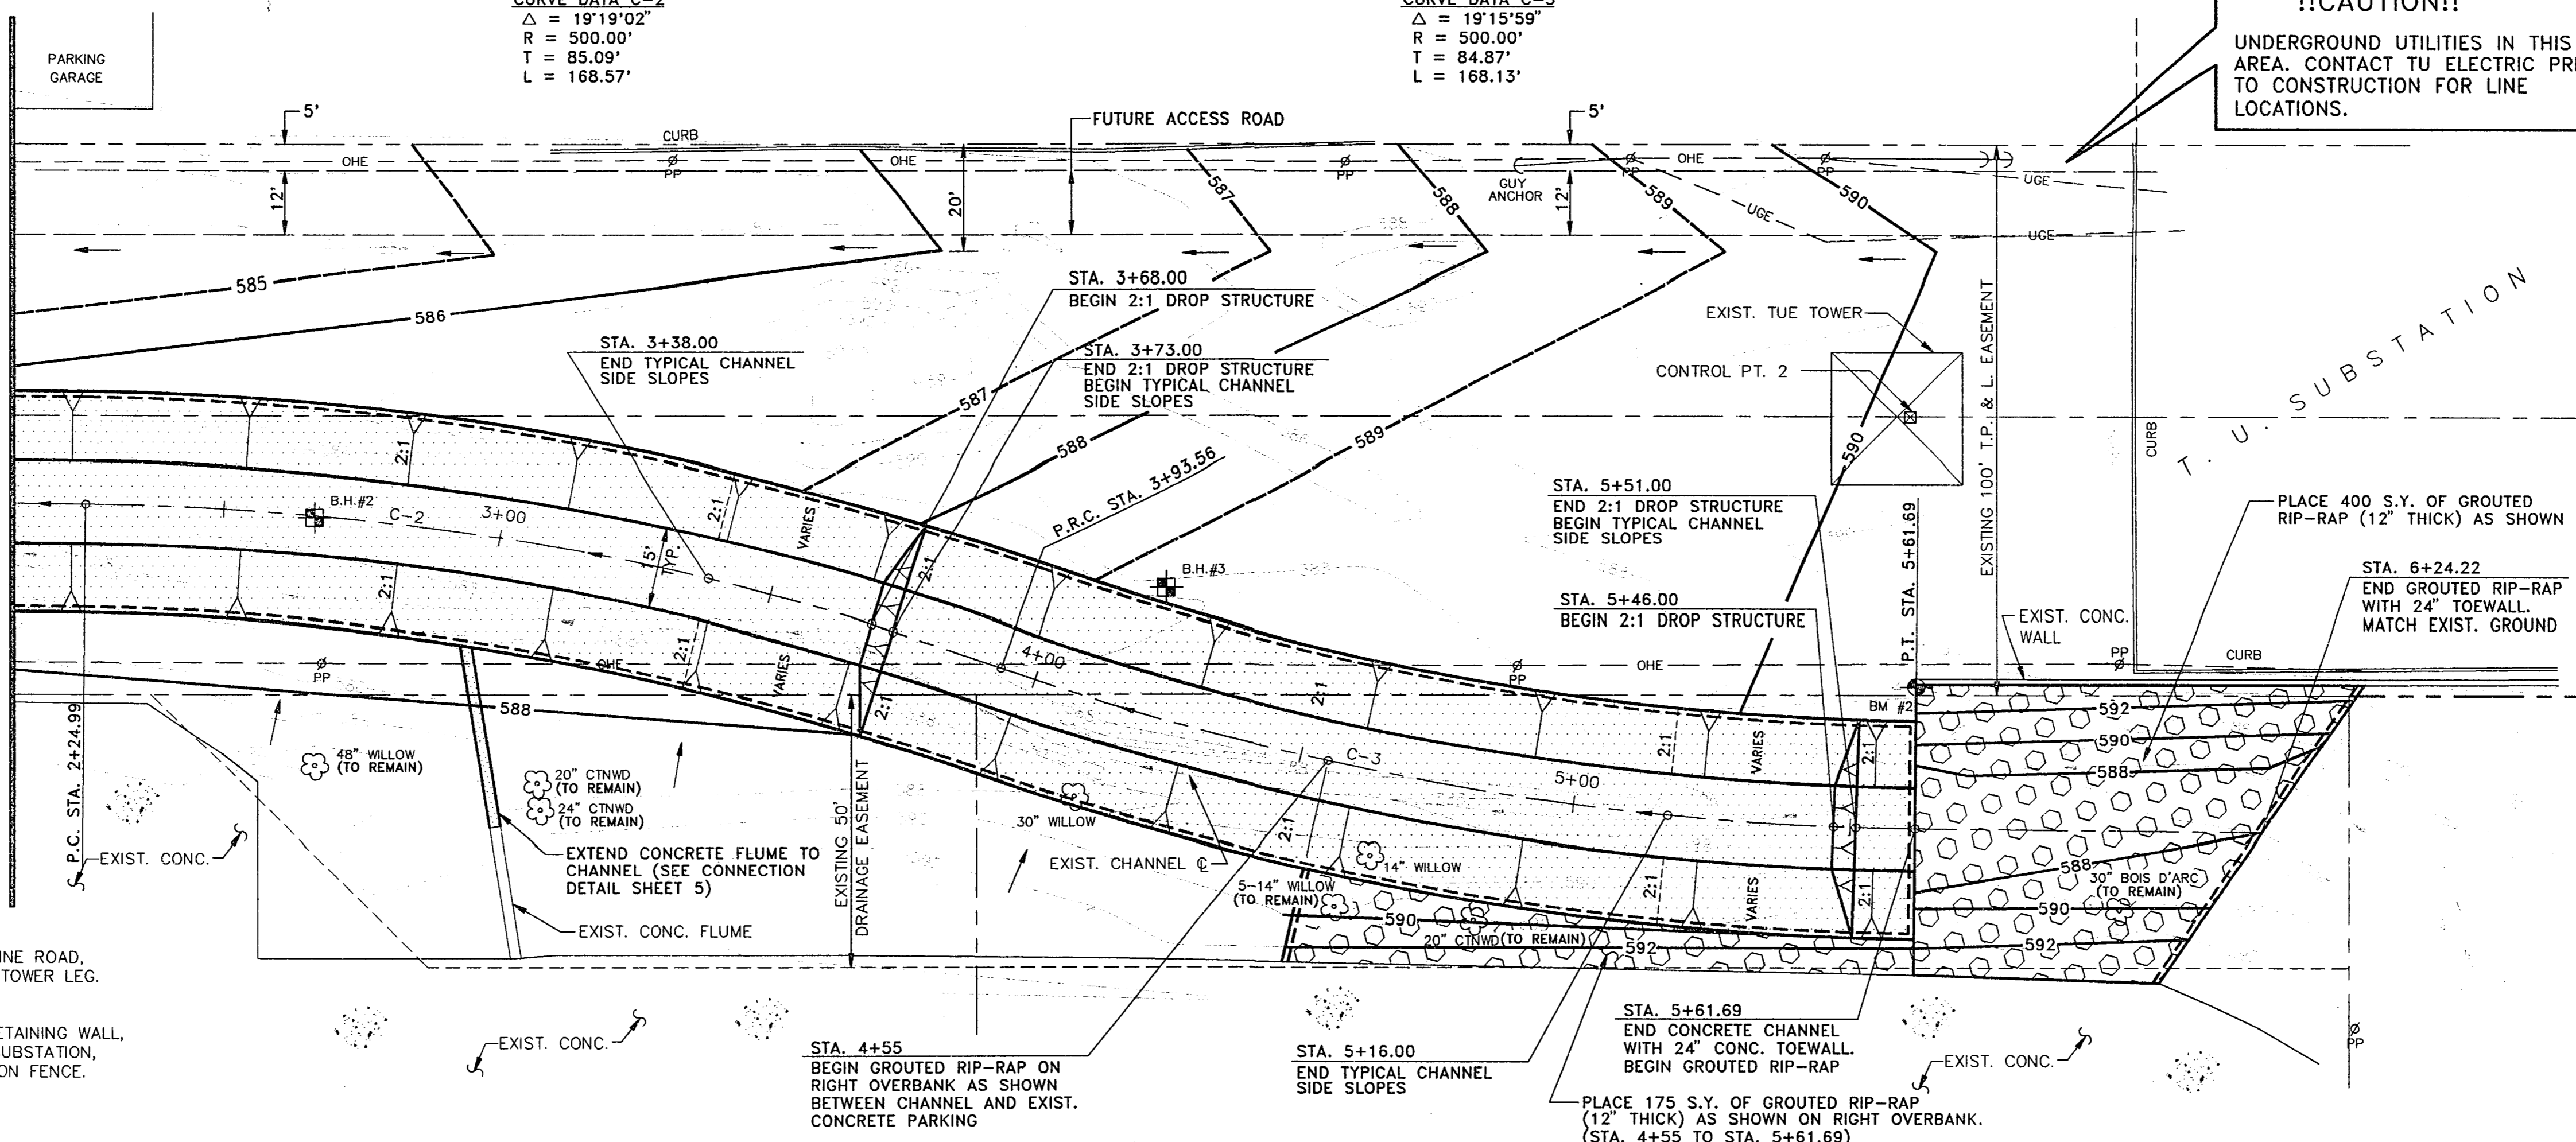 CURVE DATA C-2
△ = 19°19'02"
R = 500.00'
T = 85.09'
L = 168.57'
CURVE DATA C-3
△ = 19°15'59"
R = 500.00'
T = 84.87'
L = 168.13'
!!CAUTION!!
UNDERGROUND UTILITIES IN THIS
AREA. CONTACT TU ELECTRIC
TO CONSTRUCTION FOR LINE
LOCATIONS.
PARKING
GARAGE
5'
CURB
FUTURE ACCESS ROAD
5'
OHE
PP
OHE
PP
PP
OHE
PP
GUY
ANCHOR
UGE
UGE
UGE
12'
20'
12'
587
588
589
590
585
586
STA. 3+68.00
BEGIN 2:1 DROP STRUCTURE
STA. 3+38.00
END TYPICAL CHANNEL
SIDE SLOPES
STA. 3+73.00
END 2:1 DROP STRUCTURE
BEGIN TYPICAL CHANNEL
SIDE SLOPES
587
588
589
590
P.R.C. STA. 3+93.56
EXIST. TUE TOWER
CONTROL PT. 2
EXISTING 100' T.P. & L. EASEMENT
T. U. SUBSTATION
CURB
STA. 5+51.00
END 2:1 DROP STRUCTURE
BEGIN TYPICAL CHANNEL
SIDE SLOPES
STA. 5+46.00
BEGIN 2:1 DROP STRUCTURE
P.T. STA. 5+61.69
PLACE 400 S.Y. OF GROUTED
RIP-RAP (12" THICK) AS SHOWN
STA. 6+24.22
END GROUTED RIP-RAP
WITH 24" TOEWALL.
MATCH EXIST. GROUND
EXIST. CONC.
WALL
PP
CURB
2:1
2:1
VARIES
2:1
B.H.#2
C-2
3+00
15'
TYP.
B.H.#3
4+00
2:1
2:1
VARIES
2:1
2:1
OHE
PP
PP
OHE
2:1
2:1
VARIES
2:1
BM #2
C-3
5+00
2:1
2:1
VARIES
2:1
P.C. STA. 2+24.99
588
48" WILLOW
(TO REMAIN)
20" CTNWD
(TO REMAIN)
24" CTNWD
(TO REMAIN)
EXIST. CONC.
EXTEND CONCRETE FLUME TO
CHANNEL (SEE CONNECTION
DETAIL SHEET 5)
EXIST. CONC. FLUME
EXISTING 50'
DRAINAGE EASEMENT
30" WILLOW
EXIST. CHANNEL ℄
14" WILLOW
5-14" WILLOW
(TO REMAIN)
590
20" CTNWD (TO REMAIN)
592
592
590
588
588
30" BOIS D'ARC
(TO REMAIN)
590
592
INE ROAD,
TOWER LEG.
ETAINING WALL,
UBSTATION,
ON FENCE.
EXIST. CONC.
STA. 4+55
BEGIN GROUTED RIP-RAP ON
RIGHT OVERBANK AS SHOWN
BETWEEN CHANNEL AND EXIST.
CONCRETE PARKING
STA. 5+16.00
END TYPICAL CHANNEL
SIDE SLOPES
STA. 5+61.69
END CONCRETE CHANNEL
WITH 24" CONC. TOEWALL.
BEGIN GROUTED RIP-RAP
EXIST. CONC.
PP
PLACE 175 S.Y. OF GROUTED RIP-RAP
(12" THICK) AS SHOWN ON RIGHT OVERBANK.
(STA. 4+55 TO STA. 5+61.69)